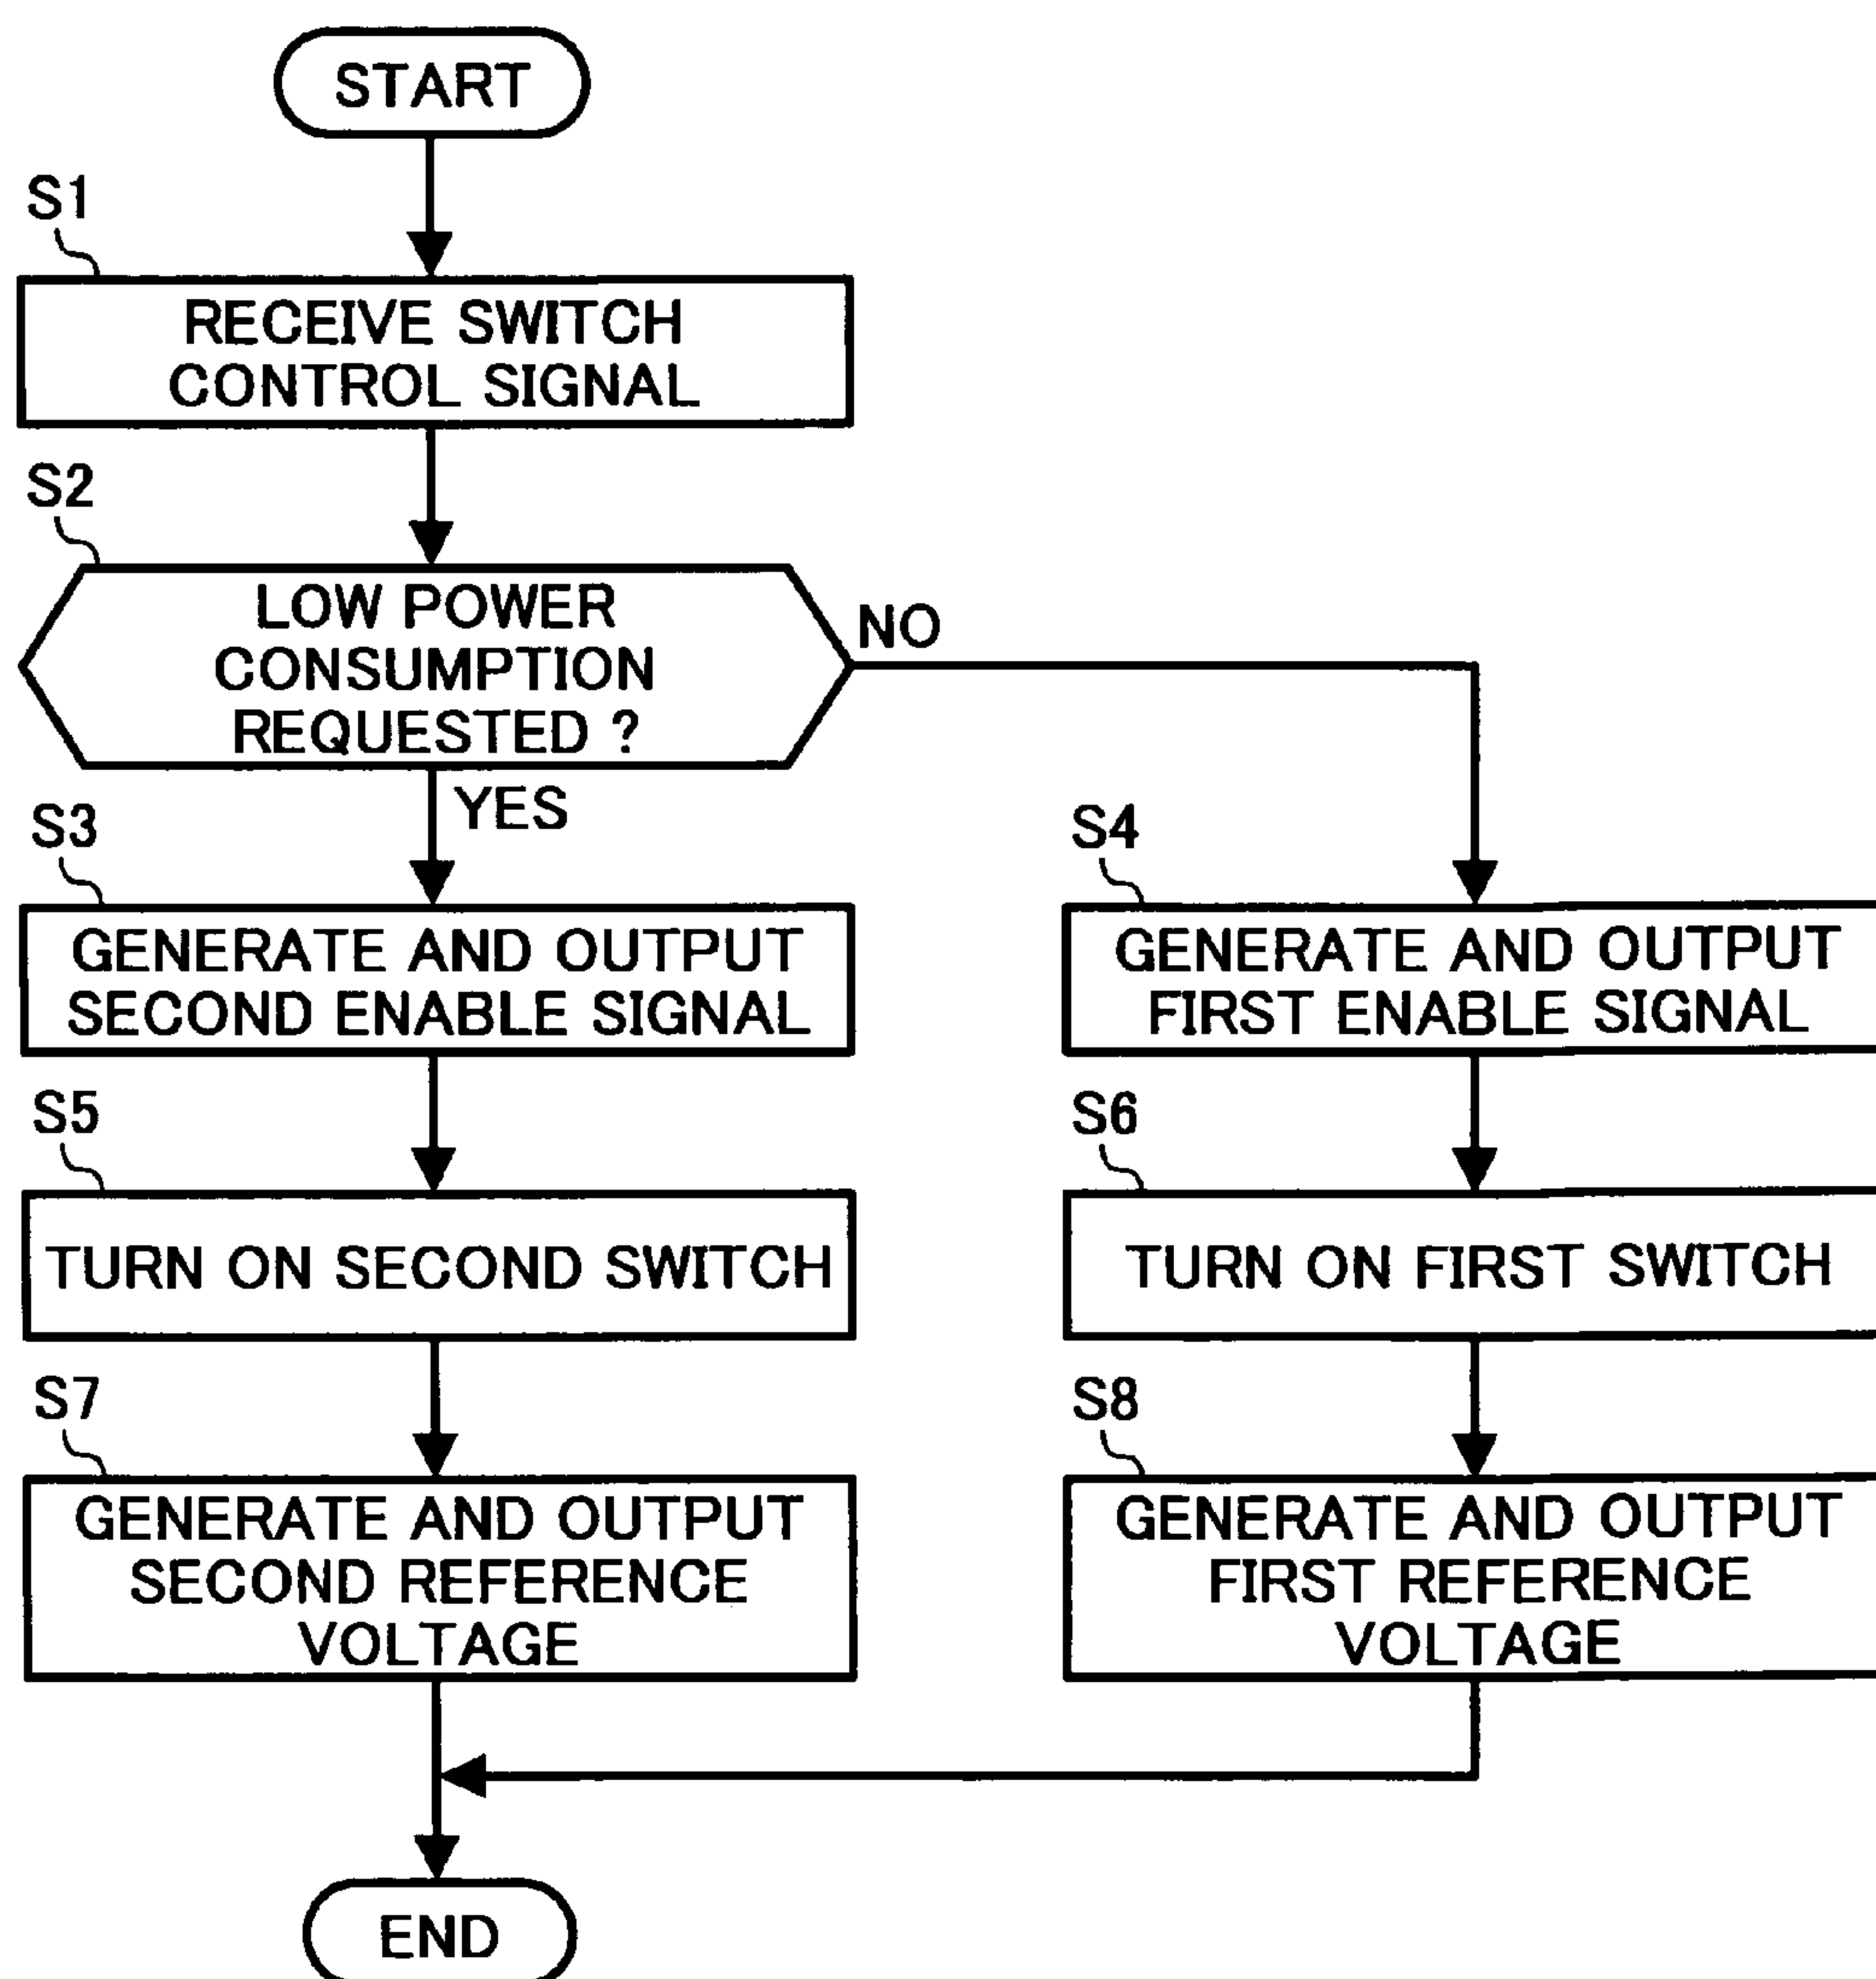 START
S1
RECEIVE SWITCH
CONTROL SIGNAL
S2
LOW POWER
CONSUMPTION
REQUESTED ?
NO
YES
S3
GENERATE AND OUTPUT
SECOND ENABLE SIGNAL
S4
GENERATE AND OUTPUT
FIRST ENABLE SIGNAL
S5
TURN ON SECOND SWITCH
S6
TURN ON FIRST SWITCH
S7
GENERATE AND OUTPUT
SECOND REFERENCE
VOLTAGE
S8
GENERATE AND OUTPUT
FIRST REFERENCE
VOLTAGE
END